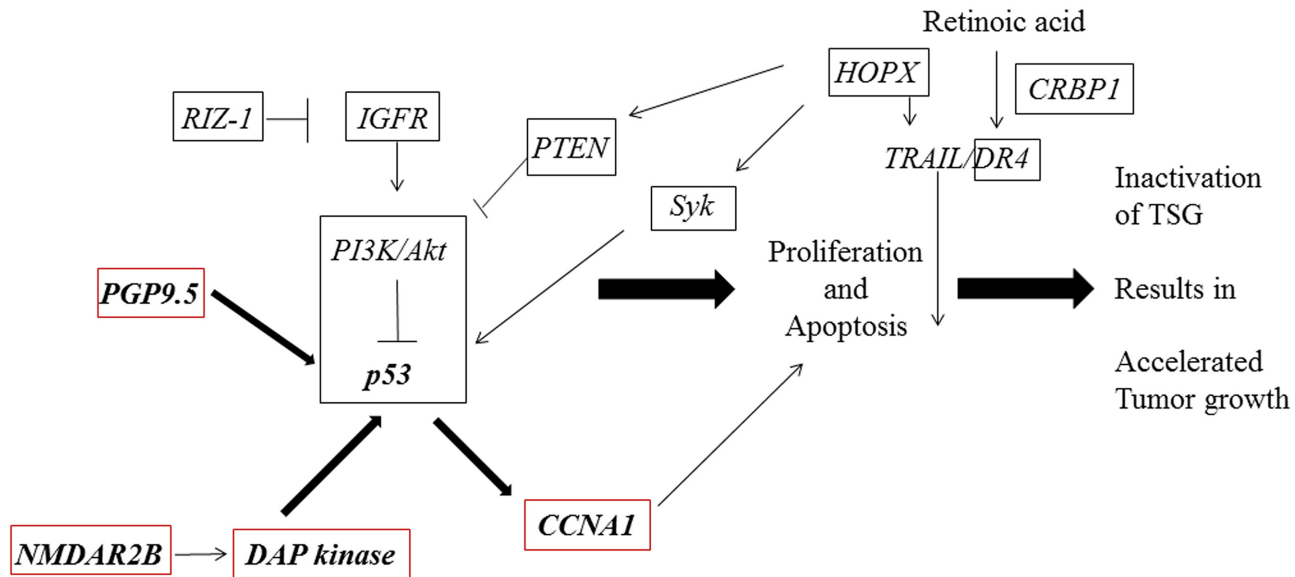 Retinoic acid
HOPX
CRBP1
RIZ-1
IGFR
PTEN
TRAIL/DR4
Syk
Inactivation
of TSG
PI3K/Akt
Proliferation
and
Apoptosis
PGP9.5
Results in
p53
Accelerated
Tumor growth
CCNA1
NMDAR2B
DAP kinase